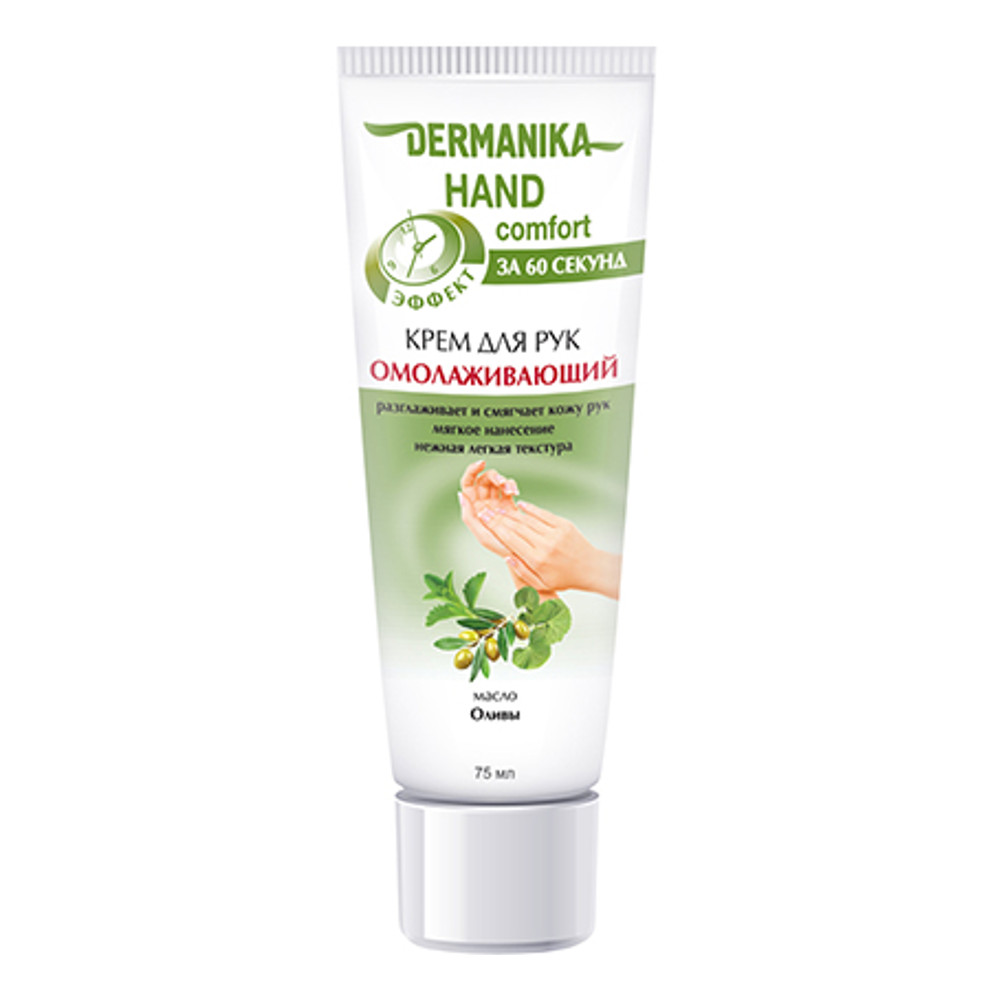 DERMANIKA
HAND
comfort
ЭФФЕКТ
ЗА 60 СЕКУНД
КРЕМ ДЛЯ РУК
ОМОЛАЖИВАЮЩИЙ
разглаживает и смягчает кожу рук
мягкое нанесение
нежная легкая текстура
масло
Оливы
75 мл